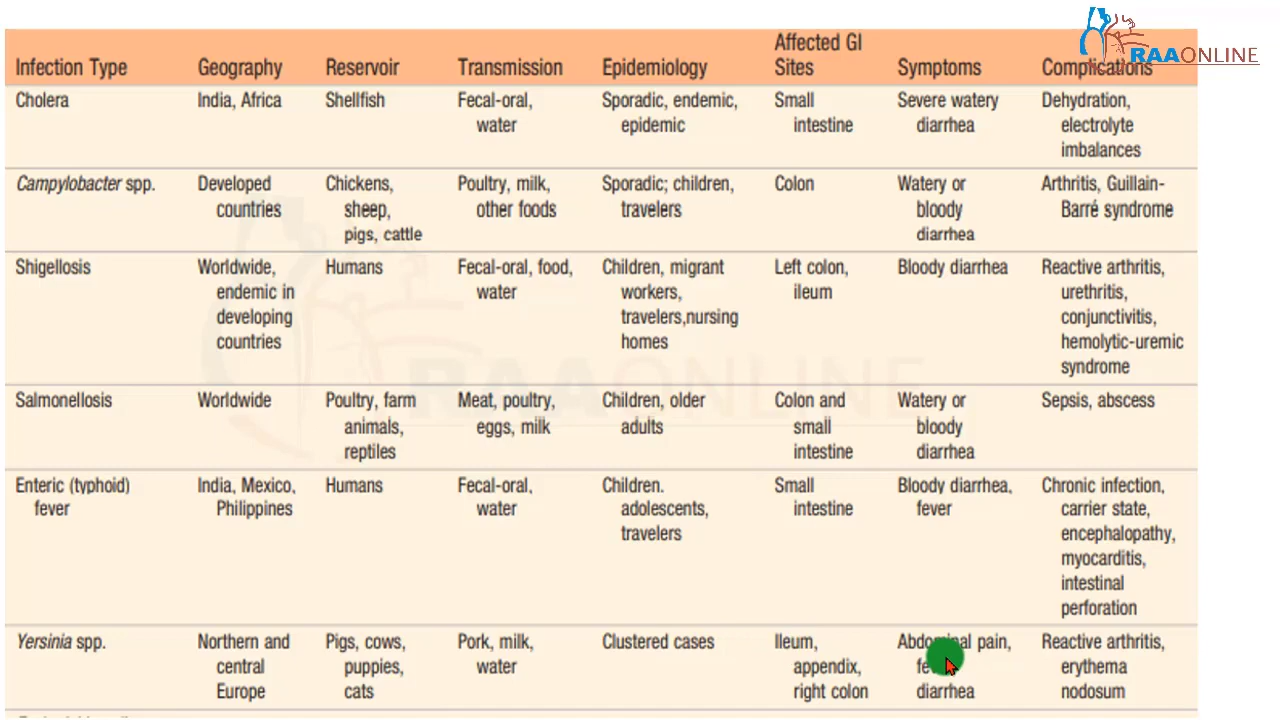 RAAONLINE
Infection Type Geography Reservoir Transmission Epidemiology Affected GI Sites Symptoms Complications
Cholera India, Africa Shellfish Fecal-oral, Sporadic, endemic, Small Severe watery Dehydration,
water epidemic intestine diarrhea electrolyte
imbalances
Campylobacter spp. Developed Chickens, Poultry, milk, Sporadic; children, Colon Watery or Arthritis, Guillain-
countries sheep, other foods travelers bloody Barré syndrome
pigs, cattle diarrhea
Shigellosis Worldwide, Humans Fecal-oral, food, Children, migrant Left colon, Bloody diarrhea Reactive arthritis,
endemic in water workers, ileum urethritis,
developing travelers,nursing conjunctivitis,
countries homes hemolytic-uremic
syndrome
Salmonellosis Worldwide Poultry, farm Meat, poultry, Children, older Colon and Watery or Sepsis, abscess
animals, eggs, milk adults small bloody
reptiles intestine diarrhea
RAAONLINE
Enteric (typhoid) India, Mexico, Humans Fecal-oral, Children. Small Bloody diarrhea, Chronic infection,
fever Philippines water adolescents, intestine fever carrier state,
travelers encephalopathy,
myocarditis,
intestinal
perforation
Yersinia spp. Northern and Pigs, cows, Pork, milk, Clustered cases Ileum, Abdominal pain, Reactive arthritis,
central puppies, water appendix, erythema
Europe cats right colon diarrhea nodosum